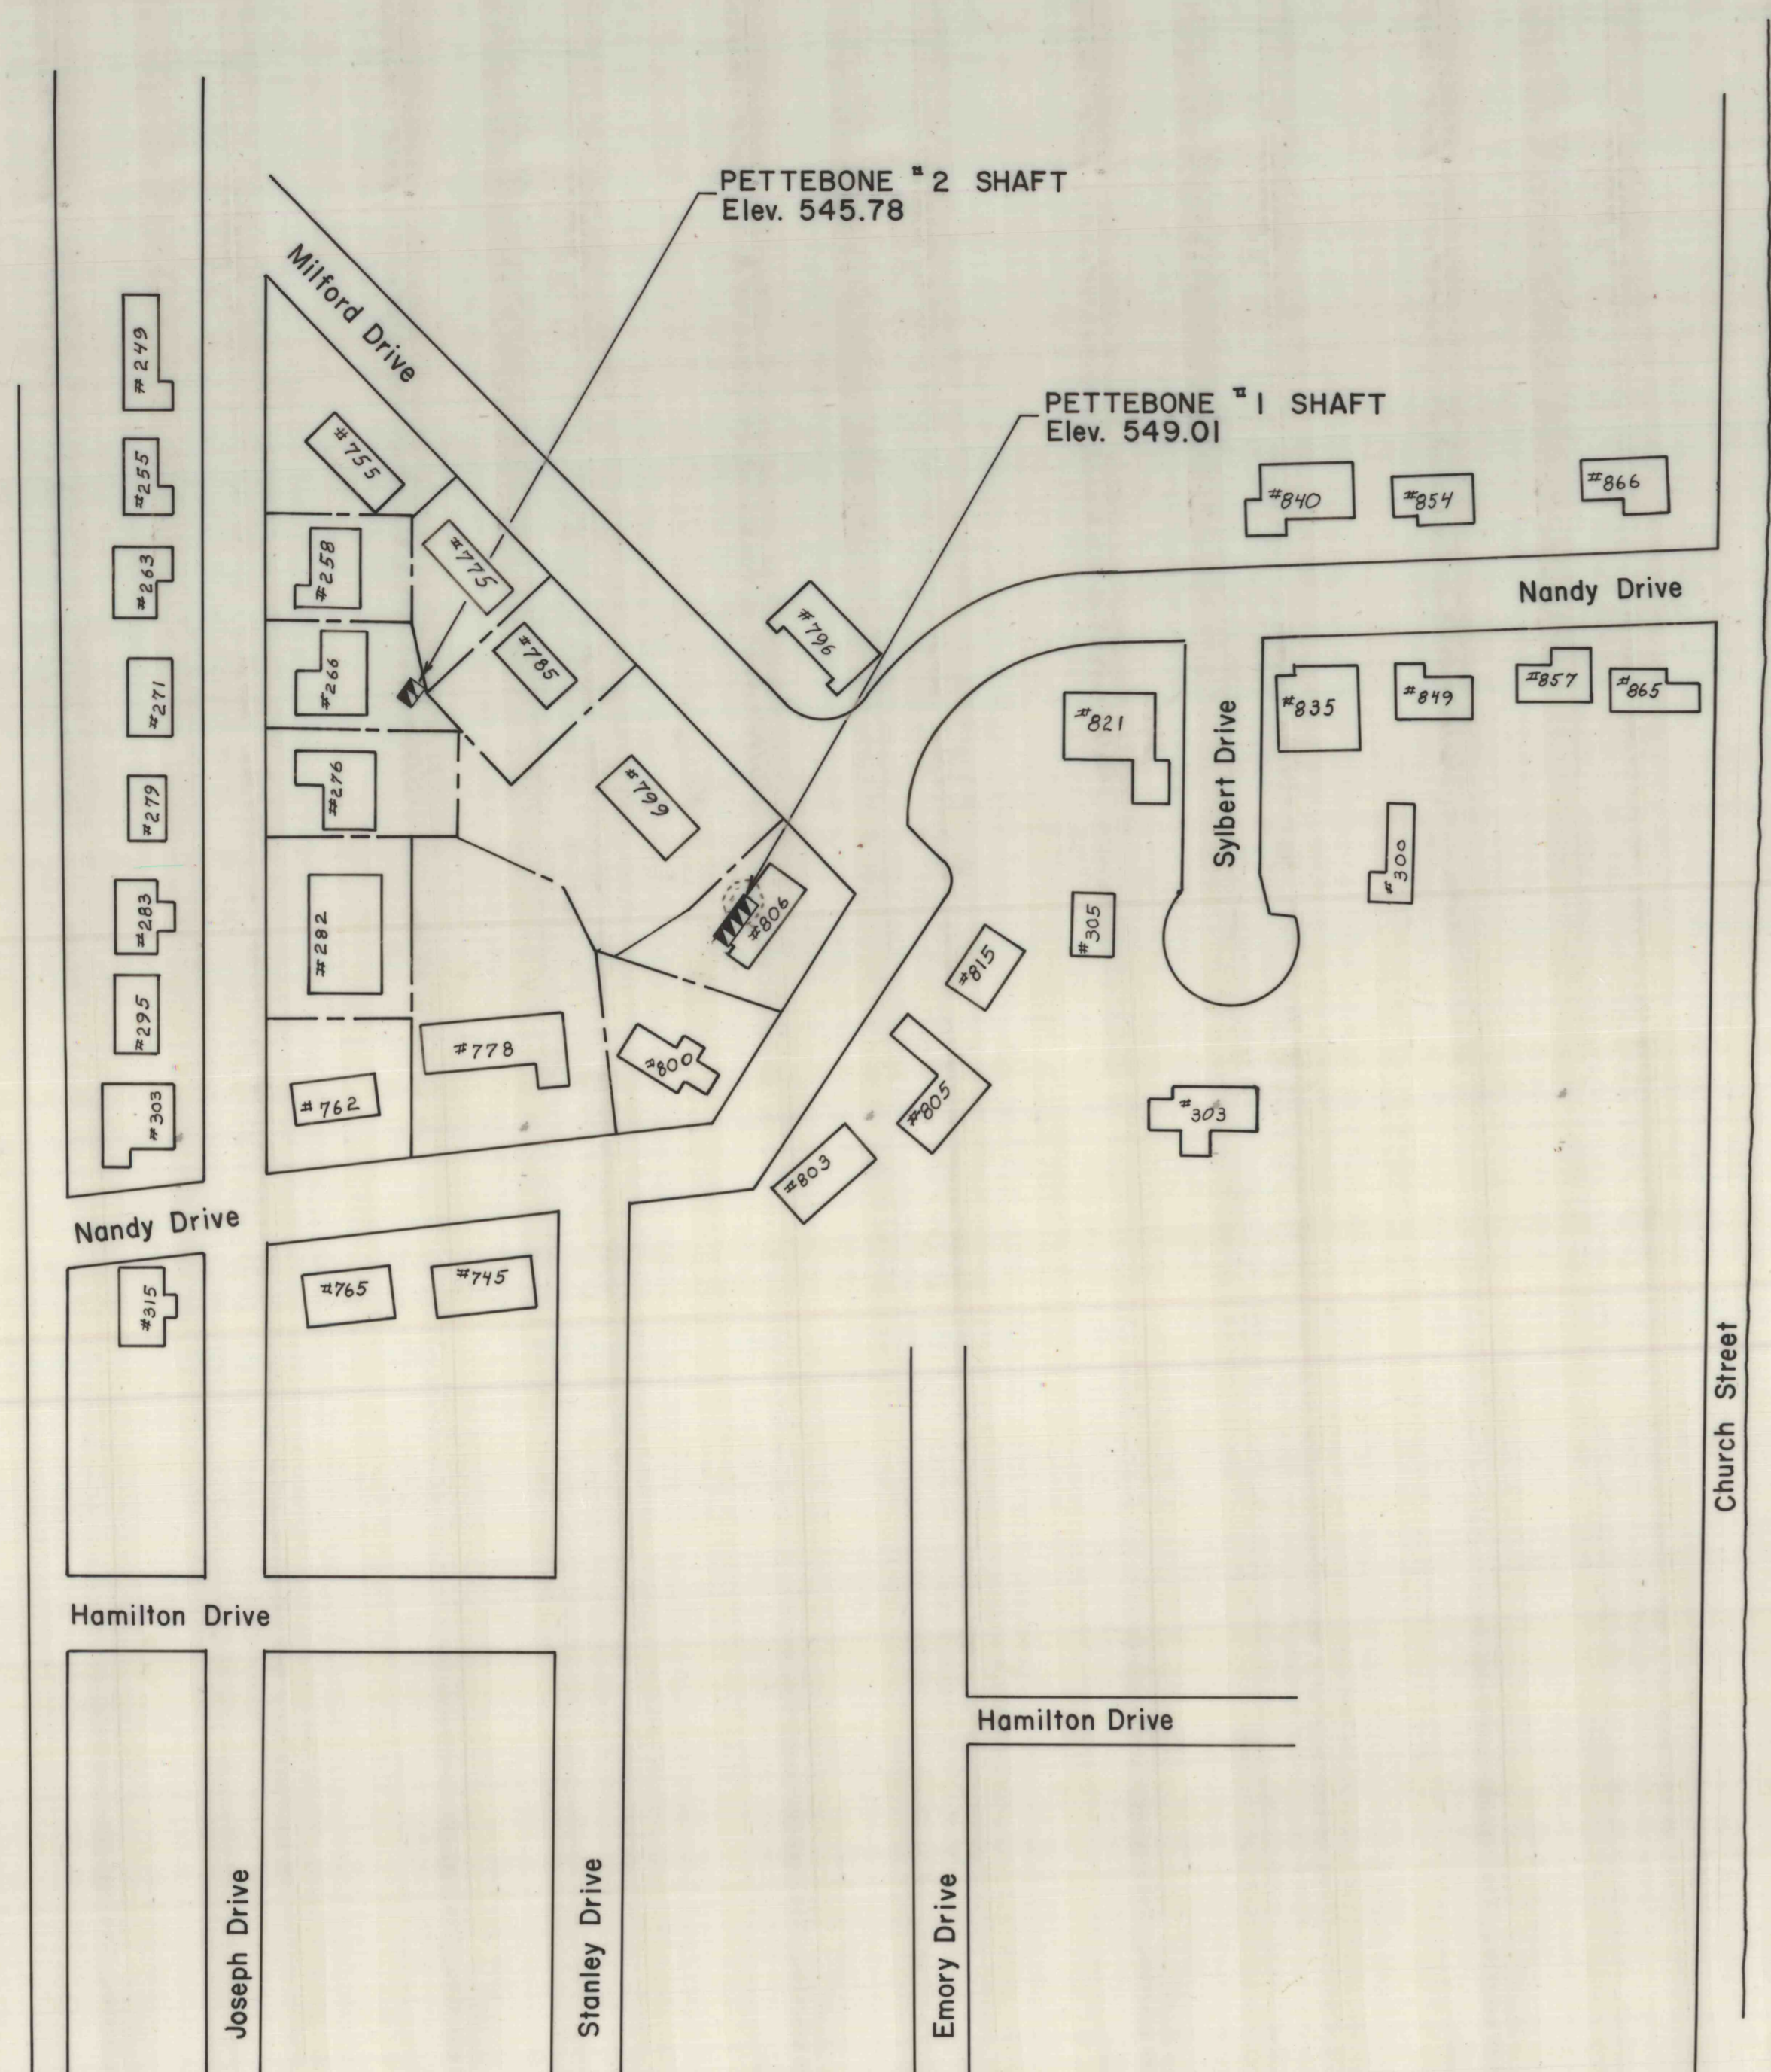 PETTEBONE #2 SHAFT
Elev. 545.78
Milford Drive
PETTEBONE #1 SHAFT
Elev. 549.01
#249
#255
#263
#271
#279
#283
#295
#303
#755
#258
#775
#266
#785
#276
#799
#282
#806
#778
#800
#762
#796
#840
#854
#866
Nandy Drive
#821
Sylbert Drive
#835
#849
#857
#865
#300
#305
#815
#805
#303
#803
Nandy Drive
#315
#765
#745
Church Street
Hamilton Drive
Hamilton Drive
Joseph Drive
Stanley Drive
Emory Drive